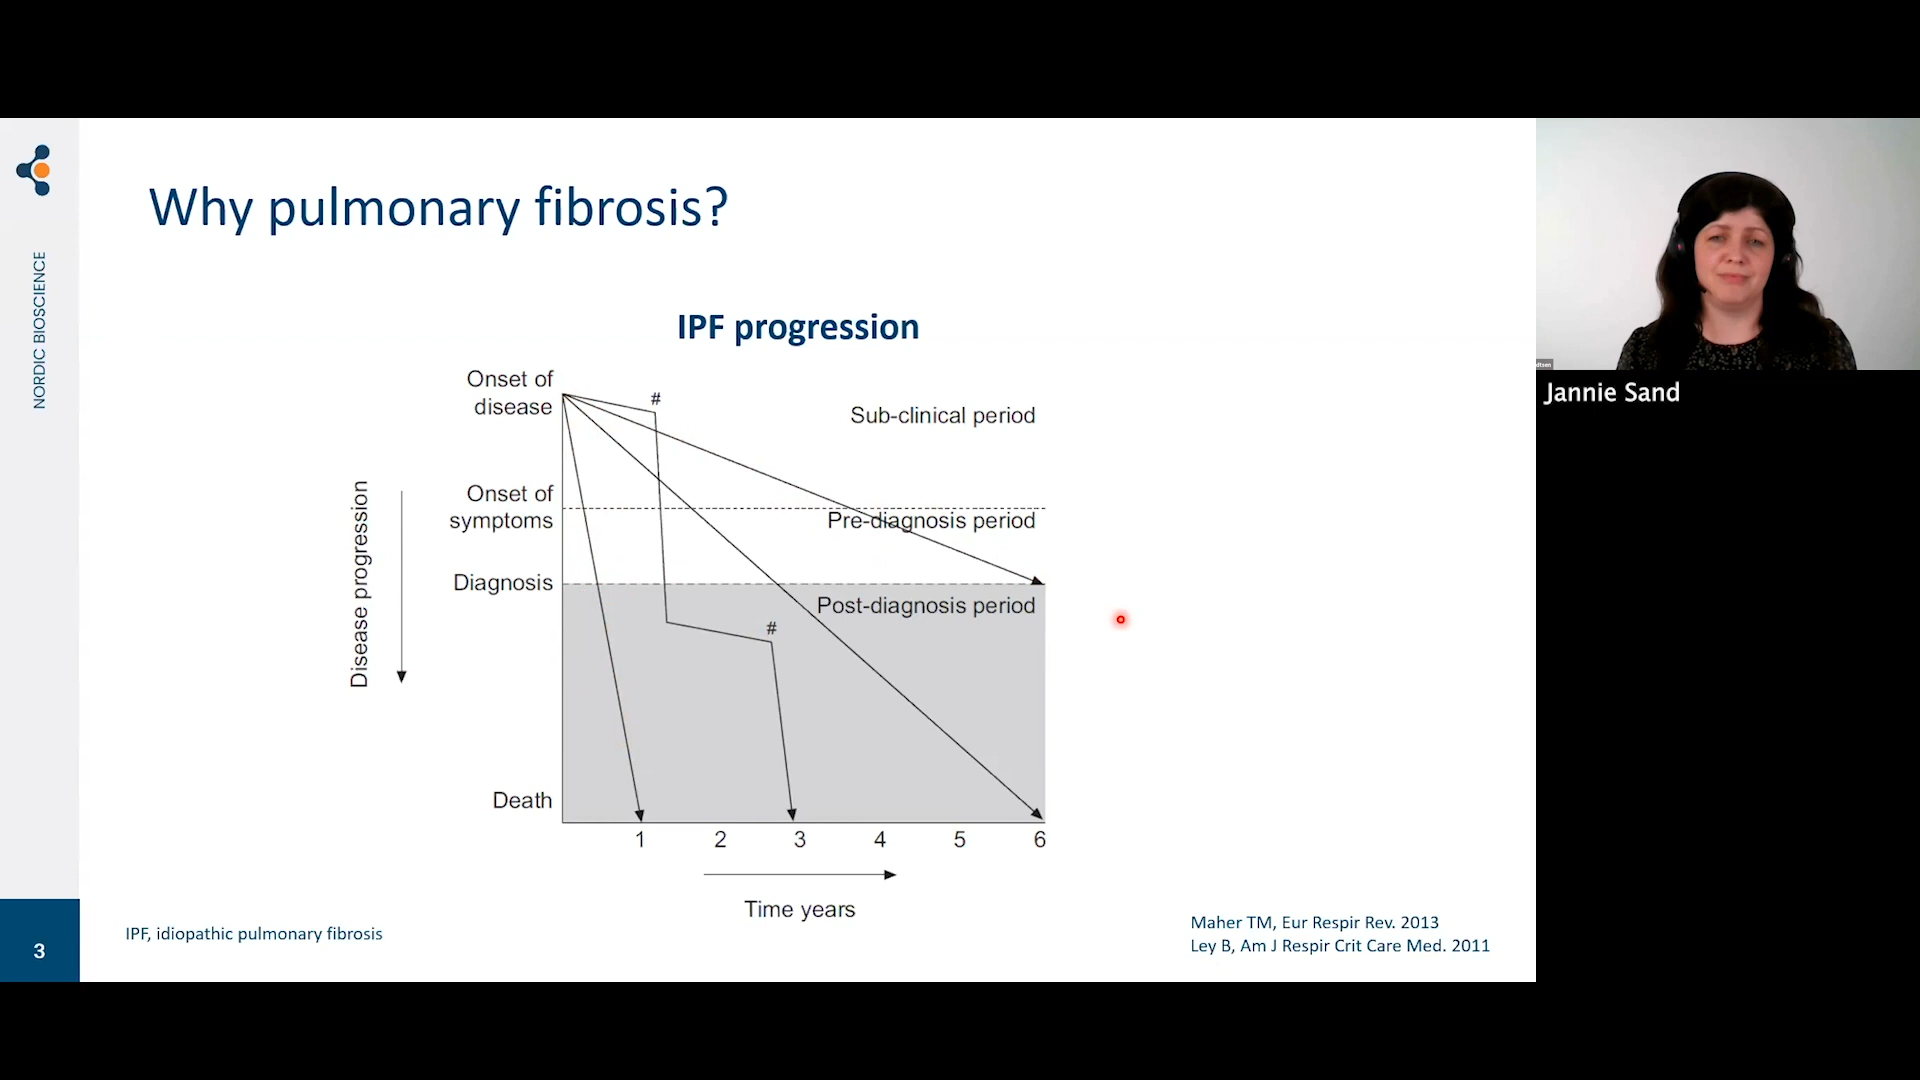 NORDIC BIOSCIENCE
Why pulmonary fibrosis?
IPF progression
Onset of
disease
#
Sub-clinical period
Onset of
symptoms
Pre-diagnosis period
Diagnosis
Post-diagnosis period
#
Disease progression
Death
1 2 3 4 5 6
Time years
IPF, idiopathic pulmonary fibrosis
Maher TM, Eur Respir Rev. 2013
Ley B, Am J Respir Crit Care Med. 2011
3
Jannie Sand